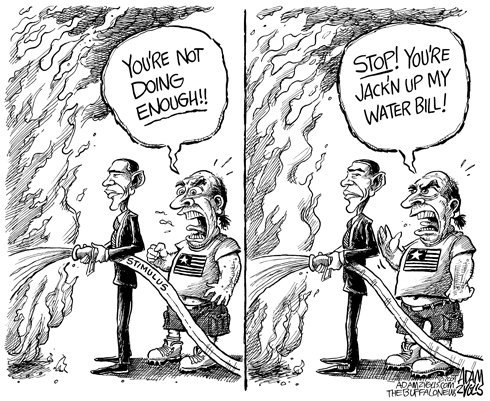 YOU'RE NOT
DOING
ENOUGH!!
STIMULUS
STOP! YOU'RE
JACK'N UP MY
WATER BILL!
ADAM
ZYGLIS
ADAMZYGLIS.COM
THE BUFFALO NEWS